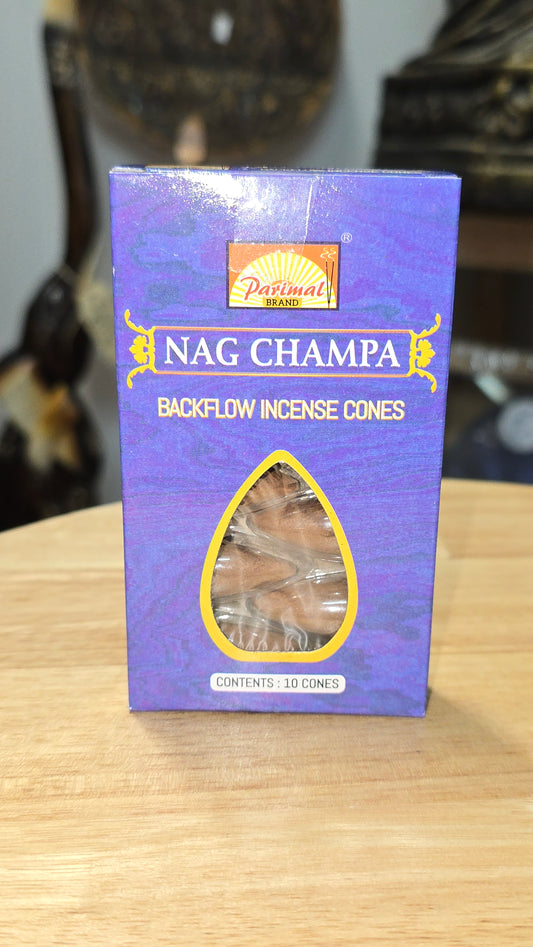 ®
Parimal
BRAND
NAG CHAMPA
BACKFLOW INCENSE CONES
CONTENTS : 10 CONES